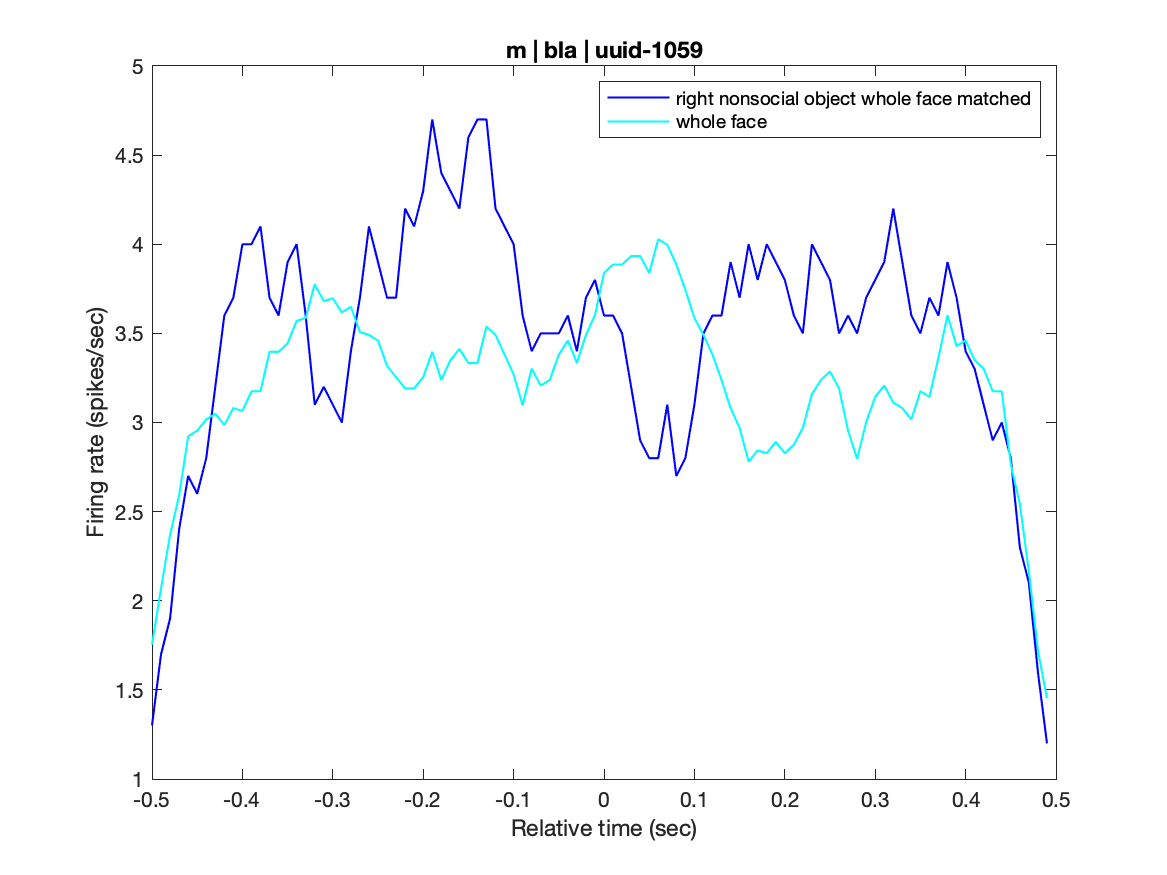 m | bla | uuid-1059
right nonsocial object whole face matched
whole face
Firing rate (spikes/sec)
5
4.5
4
3.5
3
2.5
2
1.5
1
-0.5 -0.4 -0.3 -0.2 -0.1 0 0.1 0.2 0.3 0.4 0.5
Relative time (sec)